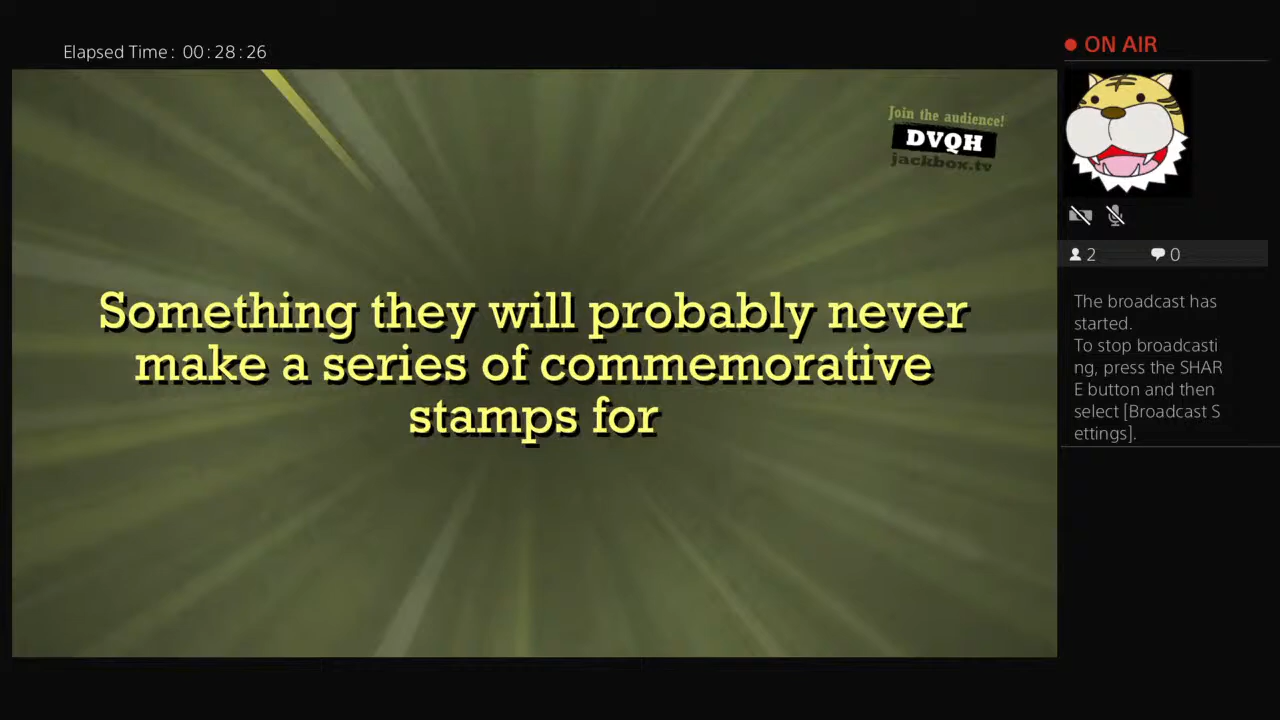 Elapsed Time: 00:28:26
ON AIR
Join the audience!
DVQH
jackbox.tv
2
0
Something they will probably never
make a series of commemorative
stamps for
The broadcast has
started.
To stop broadcasti
ng, press the SHAR
E button and then
select [Broadcast S
ettings].